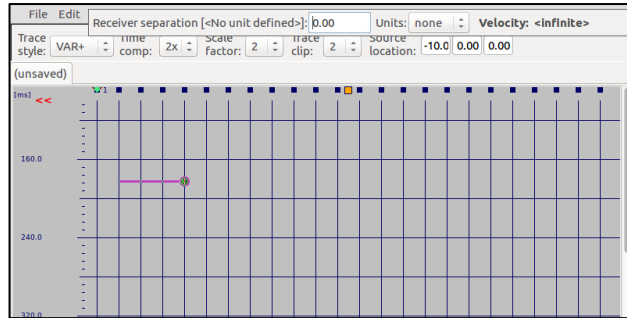 File Edit
Receiver separation [<No unit defined>]: 0.00 Units: none Velocity: <infinite>
Trace style: VAR+ Time comp: 2x Scale factor: 2 Trace clip: 2 Source location: -10.0 0.00 0.00
(unsaved)
[ms] << 1
160.0
240.0
320.0